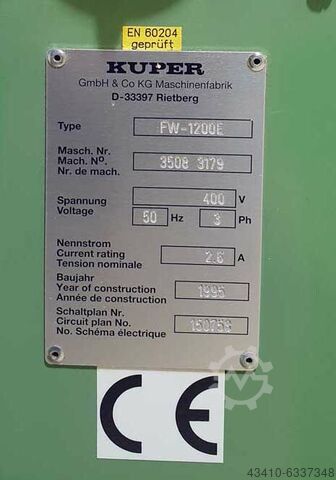 EN 60204
geprüft
KUPER
GmbH & Co KG Maschinenfabrik
D-33397 Rietberg
Type FW-1200E
Masch. Nr.
Mach. Nº. 3508 3179
Nr. de mach.
Spannung 400 V
Voltage 50 Hz 3 Ph
Nennstrom
Current rating 2.6 A
Tension nominale
Baujahr
Year of construction 1995
Année de construction
Schaltplan Nr.
Circuit plan No.
No. Schéma électrique
CE
43410-6337348